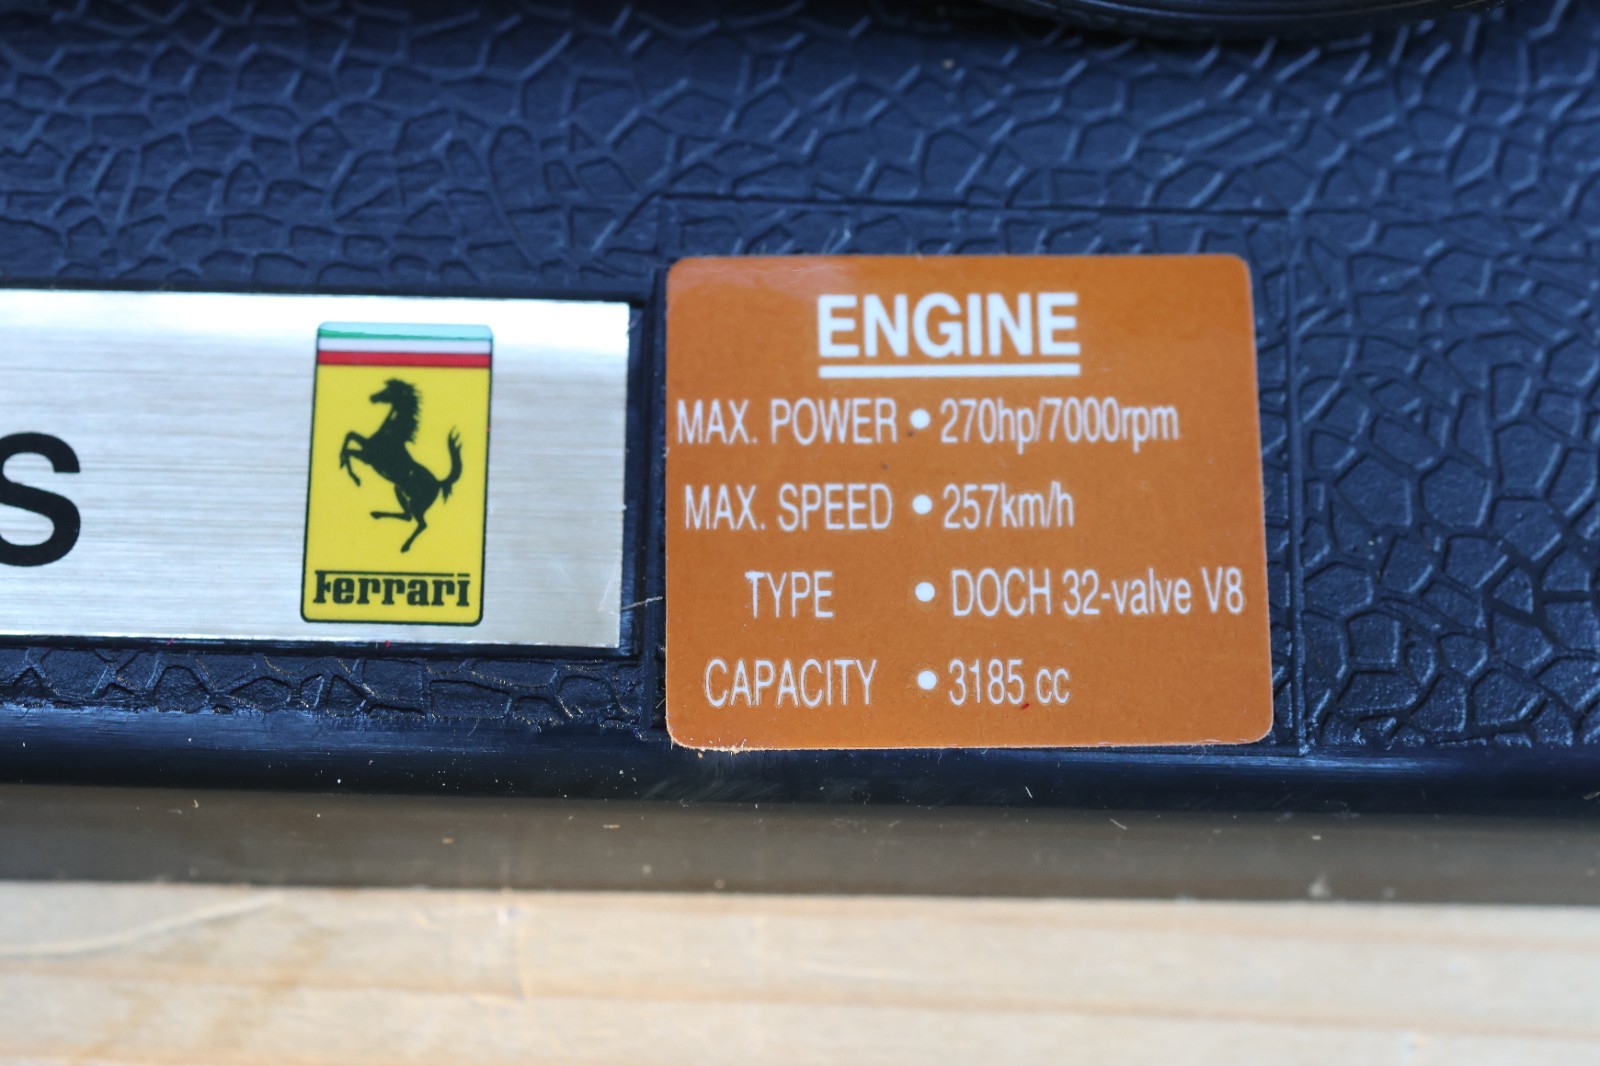 S
Ferrari
ENGINE
MAX. POWER • 270hp/7000rpm
MAX. SPEED • 257km/h
TYPE • DOCH 32-valve V8
CAPACITY • 3185 cc